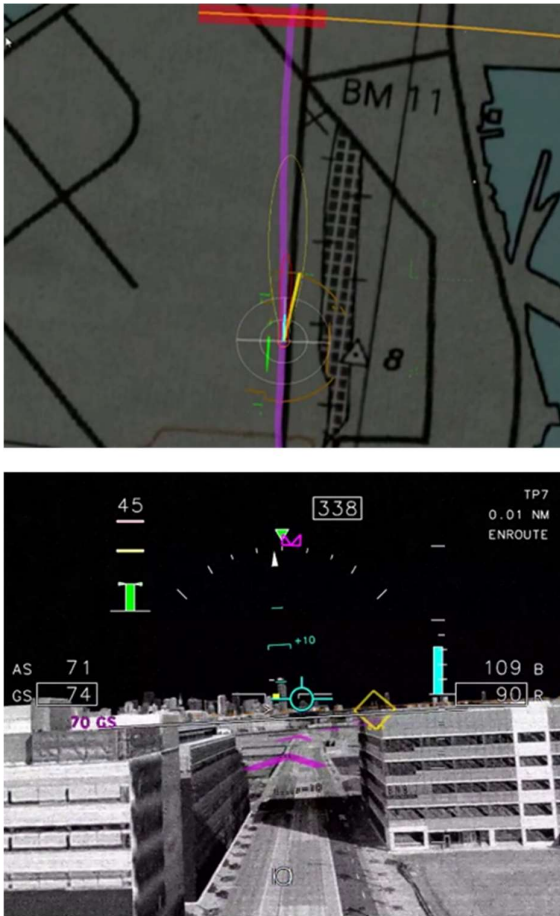 BM 11
8
45
338
TP7
0.01 NM
ENROUTE
+10
AS 71
109 B
GS 74
90 R
70 GS